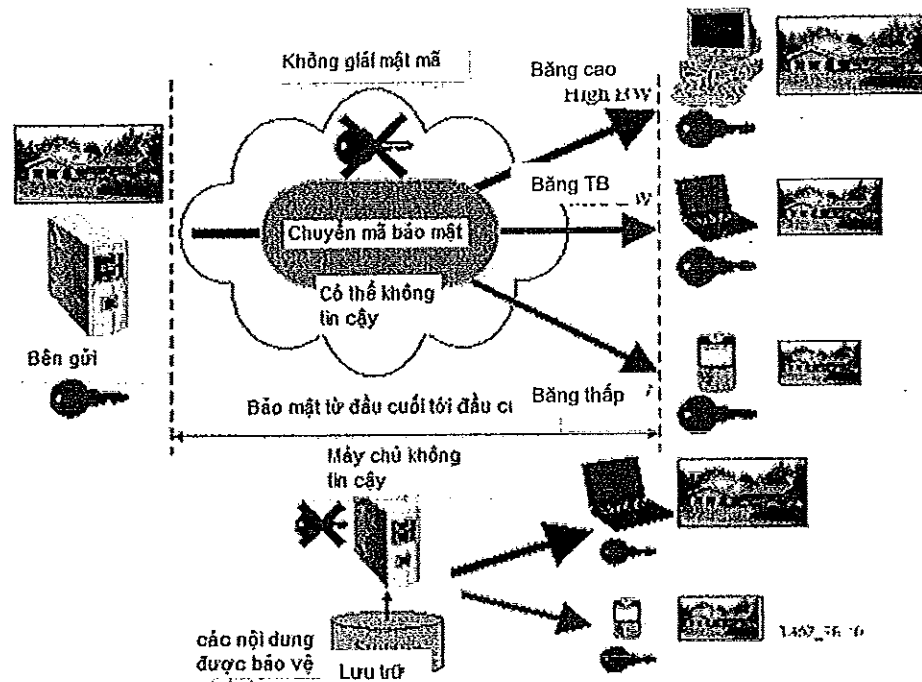 Không giải mật mã
Băng cao
High BW
Băng TB
W
Chuyển mã bảo mật
Có thể không
tin cậy
Bên gửi
Băng thấp
Bảo mật từ đầu cuối tới đầu
Máy chủ không
tin cậy
các nội dung
được bảo vệ
Lưu trữ